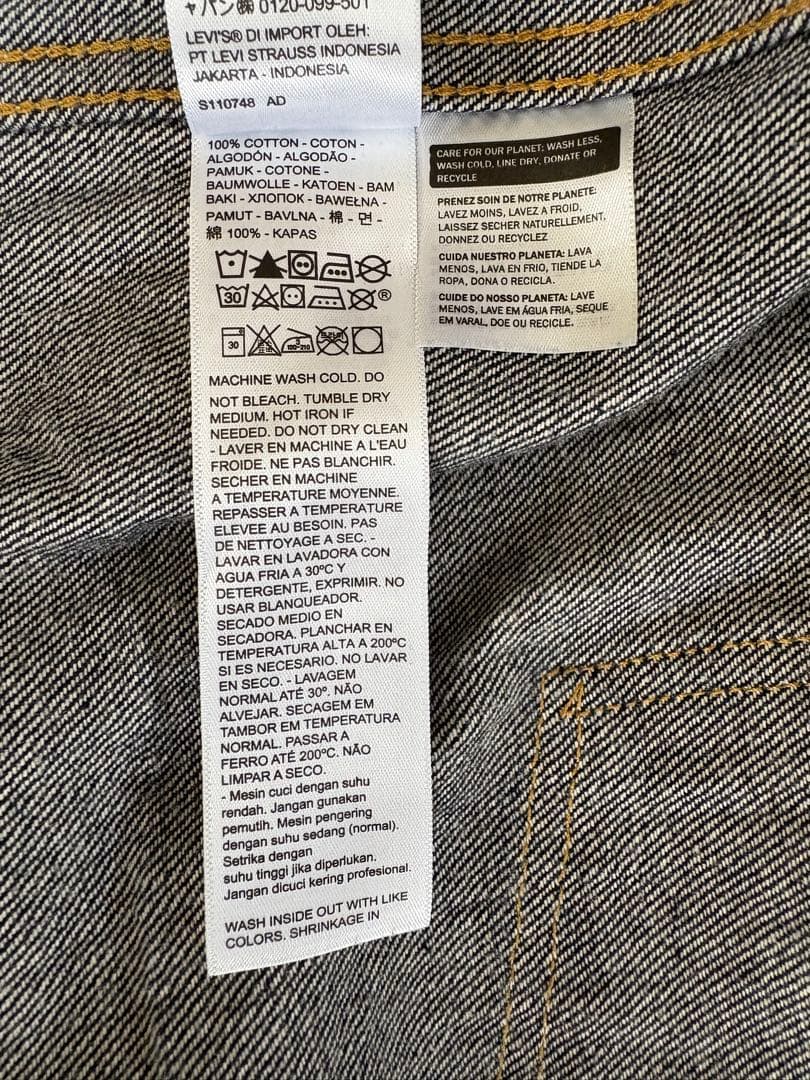 ャパン㈱ 0120-099-501
LEVI'S® DI IMPORT OLEH:
PT LEVI STRAUSS INDONESIA
JAKARTA - INDONESIA
S110748 AD
100% COTTON - COTON -
ALGODÓN - ALGODÃO -
PAMUK - COTONE -
BAUMWOLLE - KATOEN - BAM
BAKI - ХЛОПОК - BAWEŁNA -
PAMUT - BAVLNA - 棉 - 면 -
綿 100% - KAPAS
30
®
30
MACHINE WASH COLD. DO
NOT BLEACH. TUMBLE DRY
MEDIUM. HOT IRON IF
NEEDED. DO NOT DRY CLEAN
- LAVER EN MACHINE A L'EAU
FROIDE. NE PAS BLANCHIR.
SECHER EN MACHINE
A TEMPERATURE MOYENNE.
REPASSER A TEMPERATURE
ELEVEE AU BESOIN. PAS
DE NETTOYAGE A SEC. -
LAVAR EN LAVADORA CON
AGUA FRIA A 30ºC Y
DETERGENTE, EXPRIMIR. NO
USAR BLANQUEADOR.
SECADO MEDIO EN
SECADORA. PLANCHAR EN
TEMPERATURA ALTA A 200ºC
SI ES NECESARIO. NO LAVAR
EN SECO. - LAVAGEM
NORMAL ATÉ 30º. NÃO
ALVEJAR. SECAGEM EM
TAMBOR EM TEMPERATURA
NORMAL. PASSAR A
FERRO ATÉ 200ºC. NÃO
LIMPAR A SECO.
- Mesin cuci dengan suhu
rendah. Jangan gunakan
pemutih. Mesin pengering
dengan suhu sedang (normal).
Setrika dengan
suhu tinggi jika diperlukan.
Jangan dicuci kering profesional.
WASH INSIDE OUT WITH LIKE
COLORS. SHRINKAGE IN
CARE FOR OUR PLANET: WASH LESS,
WASH COLD, LINE DRY, DONATE OR
RECYCLE
PRENEZ SOIN DE NOTRE PLANETE:
LAVEZ MOINS, LAVEZ A FROID,
LAISSEZ SECHER NATURELLEMENT,
DONNEZ OU RECYCLEZ
CUIDA NUESTRO PLANETA: LAVA
MENOS, LAVA EN FRIO, TIENDE LA
ROPA, DONA O RECICLA.
CUIDE DO NOSSO PLANETA: LAVE
MENOS, LAVE EM ÁGUA FRIA, SEQUE
EM VARAL, DOE OU RECICLE.